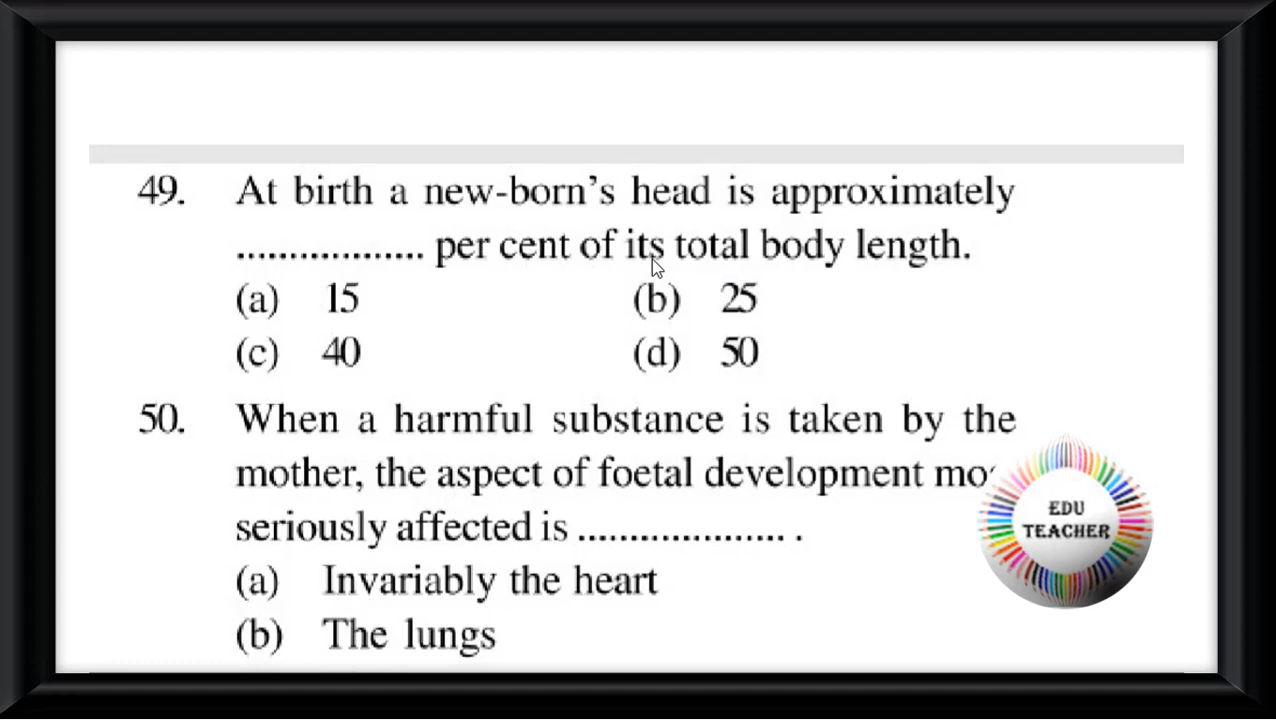 49. At birth a new-born's head is approximately
.................. per cent of its total body length.
(a) 15 (b) 25
(c) 40 (d) 50
50. When a harmful substance is taken by the
mother, the aspect of foetal development
seriously affected is .................... .
(a) Invariably the heart
(b) The lungs
EDU
TEACHER